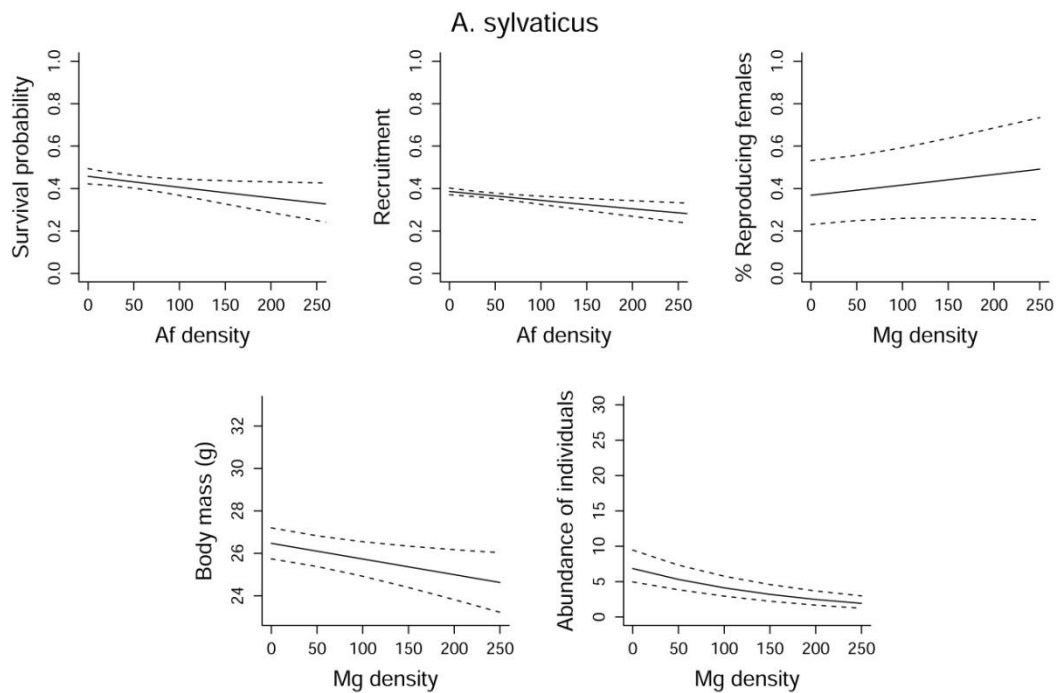 A. sylvaticus
Survival probability
1.0
0.8
0.6
0.4
0.2
0.0
0 50 100 150 200 250
Af density
Recruitment
1.0
0.8
0.6
0.4
0.2
0.0
0 50 100 150 200 250
Af density
% Reproducing females
1.0
0.8
0.6
0.4
0.2
0.0
0 50 100 150 200 250
Mg density
Body mass (g)
32
30
28
26
24
0 50 100 150 200 250
Mg density
Abundance of individuals
30
25
20
15
10
5
0
0 50 100 150 200 250
Mg density